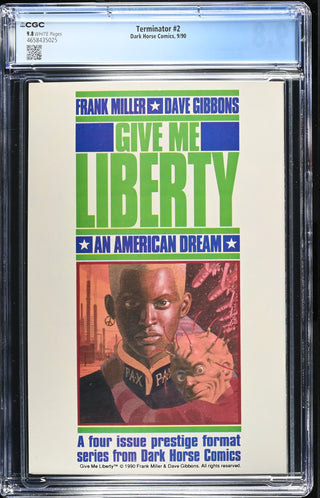 CGC
9.8 WHITE Pages
4658435025
Terminator #2
Dark Horse Comics, 9/90
FRANK MILLER ★ DAVE GIBBONS
GIVE ME
LIBERTY
★ AN AMERICAN DREAM ★
PAX PAX
A four issue prestige format
series from Dark Horse Comics
Give Me Liberty™ © 1990 Frank Miller & Dave Gibbons. All rights reserved.